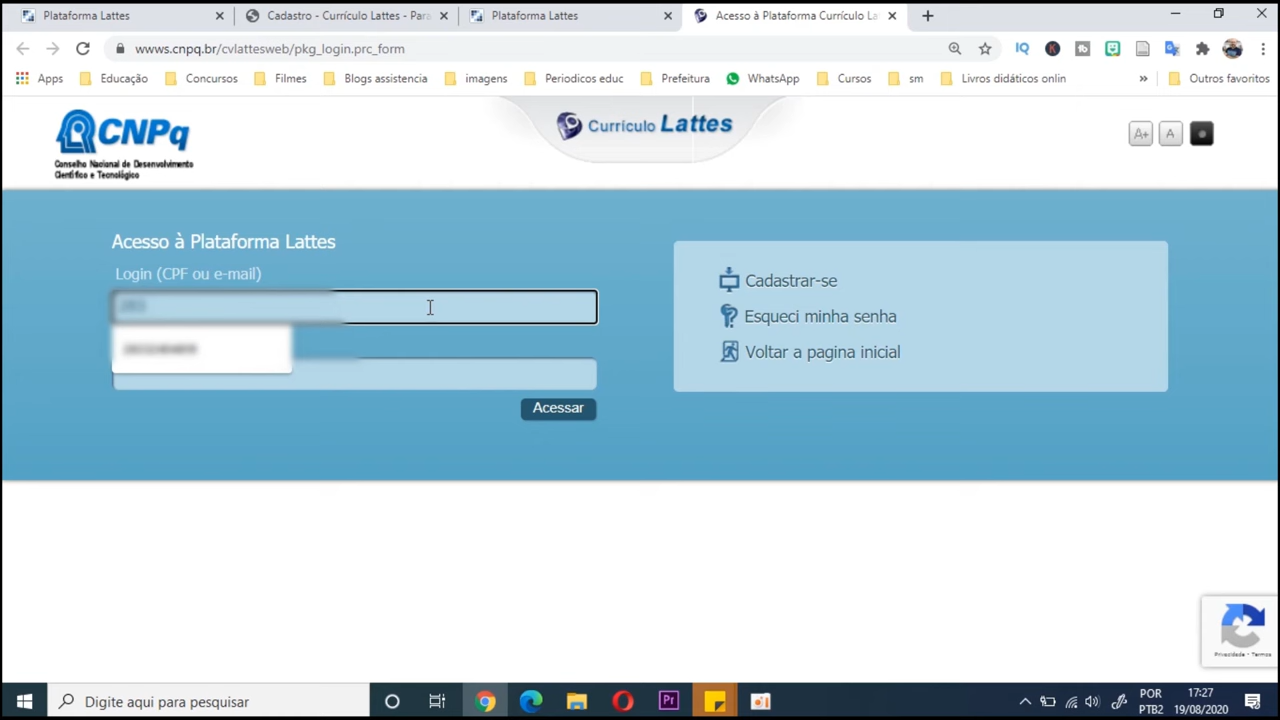 Plataforma Lattes
Cadastro - Currículo Lattes - Para
Plataforma Lattes
Acesso à Plataforma Currículo La
wwws.cnpq.br/cvlattesweb/pkg_login.prc_form
Apps Educação Concursos Filmes Blogs assistencia imagens Periodicos educ Prefeitura WhatsApp Cursos sm Livros didáticos onlin » Outros favoritos
CNPq
Conselho Nacional de Desenvolvimento
Científico e Tecnológico
Currículo Lattes
A+ A
Acesso à Plataforma Lattes
Login (CPF ou e-mail)
Acessar
Cadastrar-se
Esqueci minha senha
Voltar a pagina inicial
Privacidade - Termos
Digite aqui para pesquisar
Pr
POR
PTB2
17:27
19/08/2020